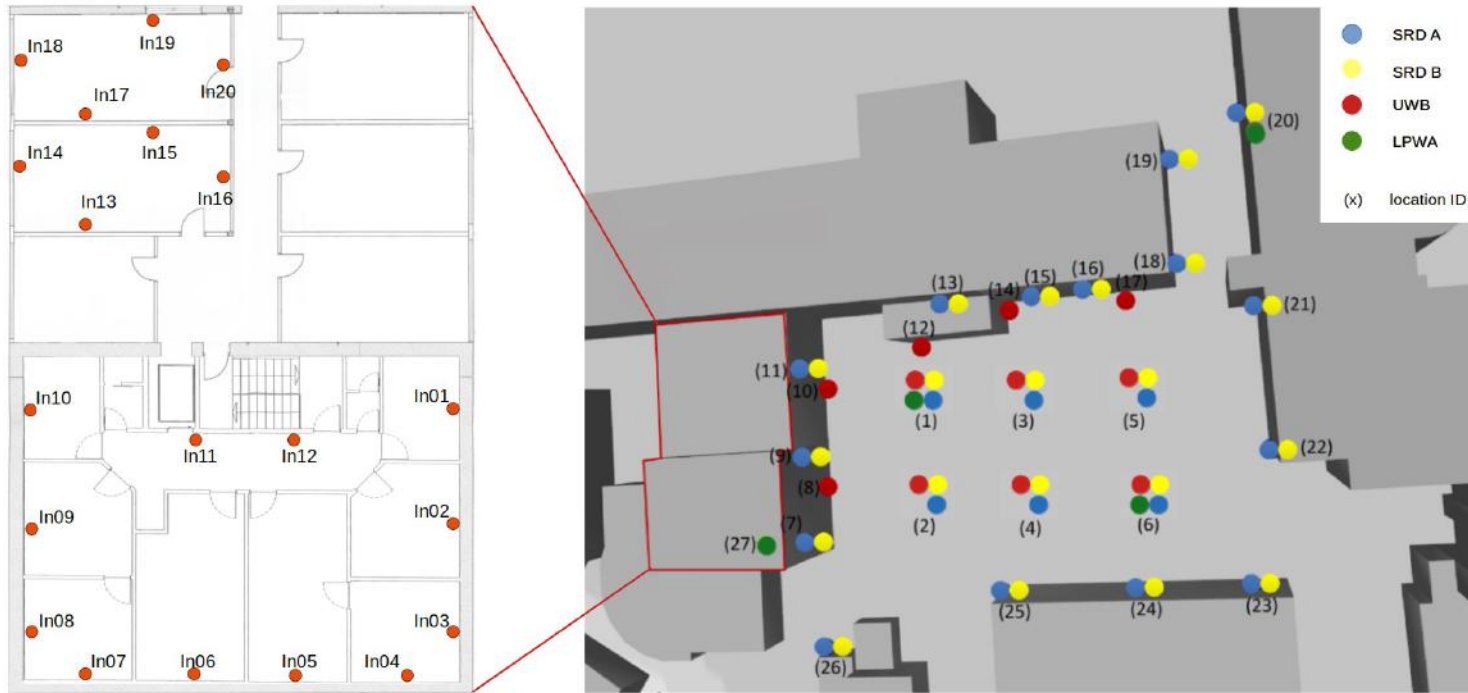 In18
In19
In20
In17
In14
In15
In16
In13
In10
In01
In11
In12
In09
In02
In08
In03
In07
In06
In05
In04
SRD A
SRD B
UWB
LPWA
(x) location ID
(20)
(19)
(18)
(13)
(14)
(15)
(16)
(17)
(21)
(12)
(11)
(10)
(1)
(3)
(5)
(9)
(22)
(8)
(7)
(27)
(2)
(4)
(6)
(25)
(24)
(23)
(26)